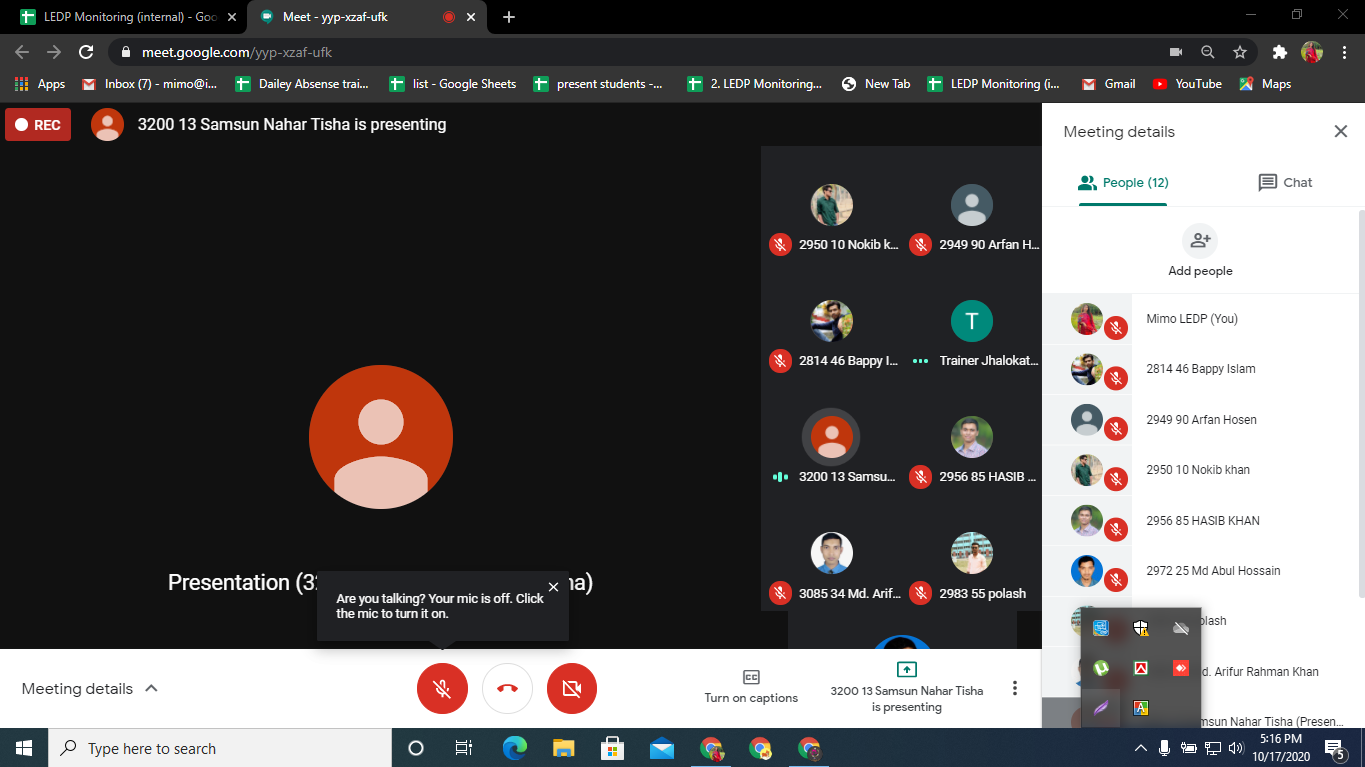 LEDP Monitoring (internal) - Goo
Meet - yyp-xzaf-ufk
meet.google.com/yyp-xzaf-ufk
Apps
Inbox (7) - mimo@i...
Dailey Absense trai...
list - Google Sheets
present students -...
2. LEDP Monitoring...
New Tab
LEDP Monitoring (i...
Gmail
YouTube
Maps
REC
3200 13 Samsun Nahar Tisha is presenting
2950 10 Nokib k...
2949 90 Arfan H...
2814 46 Bappy I...
T
Trainer Jhalokat...
3200 13 Samsu...
2956 85 HASIB ...
3085 34 Md. Arif...
2983 55 polash
Presentation (32
a)
Are you talking? Your mic is off. Click
the mic to turn it on.
Meeting details
Turn on captions
3200 13 Samsun Nahar Tisha
is presenting
Meeting details
People (12)
Chat
Add people
Mimo LEDP (You)
2814 46 Bappy Islam
2949 90 Arfan Hosen
2950 10 Nokib khan
2956 85 HASIB KHAN
2972 25 Md Abul Hossain
olash
d. Arifur Rahman Khan
msun Nahar Tisha (Presen...
Type here to search
5:16 PM
10/17/2020
5